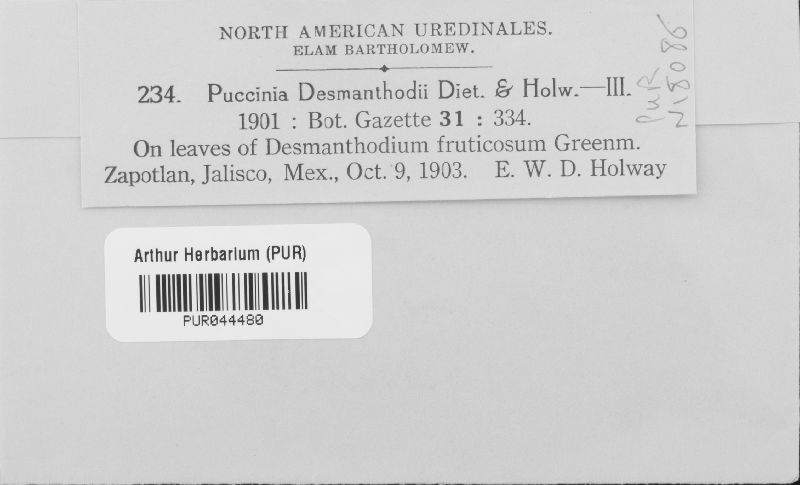 NORTH AMERICAN UREDINALES.
ELAM BARTHOLOMEW.
234. Puccinia Desmanthodii Diet. & Holw.—III.
1901 : Bot. Gazette 31 : 334.
On leaves of Desmanthodium fruticosum Greenm.
Zapotlan, Jalisco, Mex., Oct. 9, 1903. E. W. D. Holway
PUR
N18086
Arthur Herbarium (PUR)
PUR044480